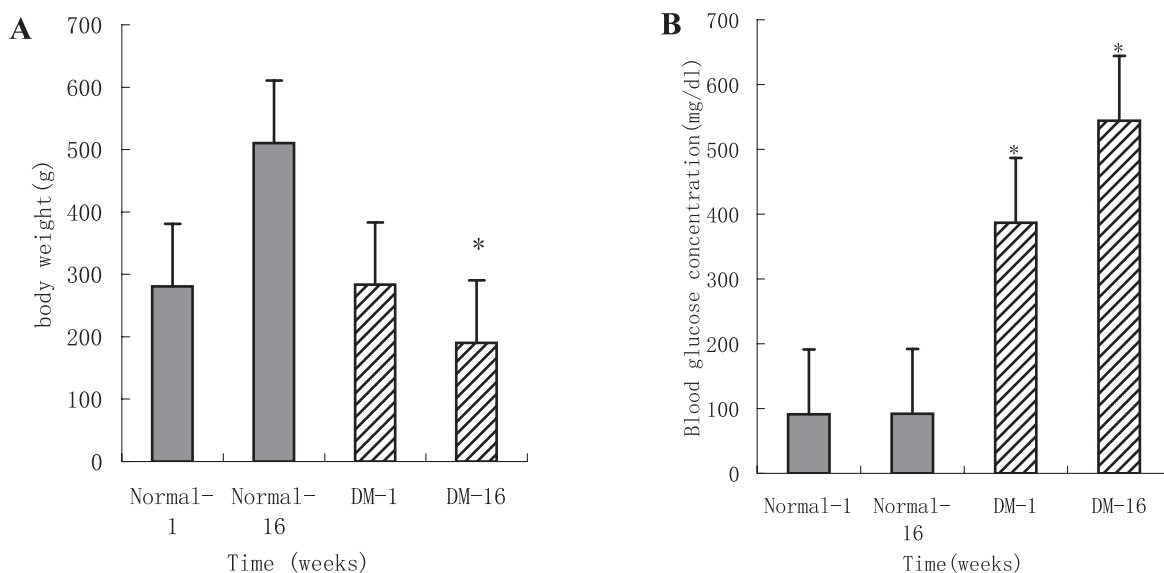 A
body weight(g)
700
600
500
400
300
200
100
0
*
Normal-
1
Normal-
16
DM-1
DM-16
Time (weeks)
B
Blood glucose concentration(mg/dl)
700
600
500
400
300
200
100
0
*
*
Normal-1
Normal-
16
DM-1
DM-16
Time(weeks)